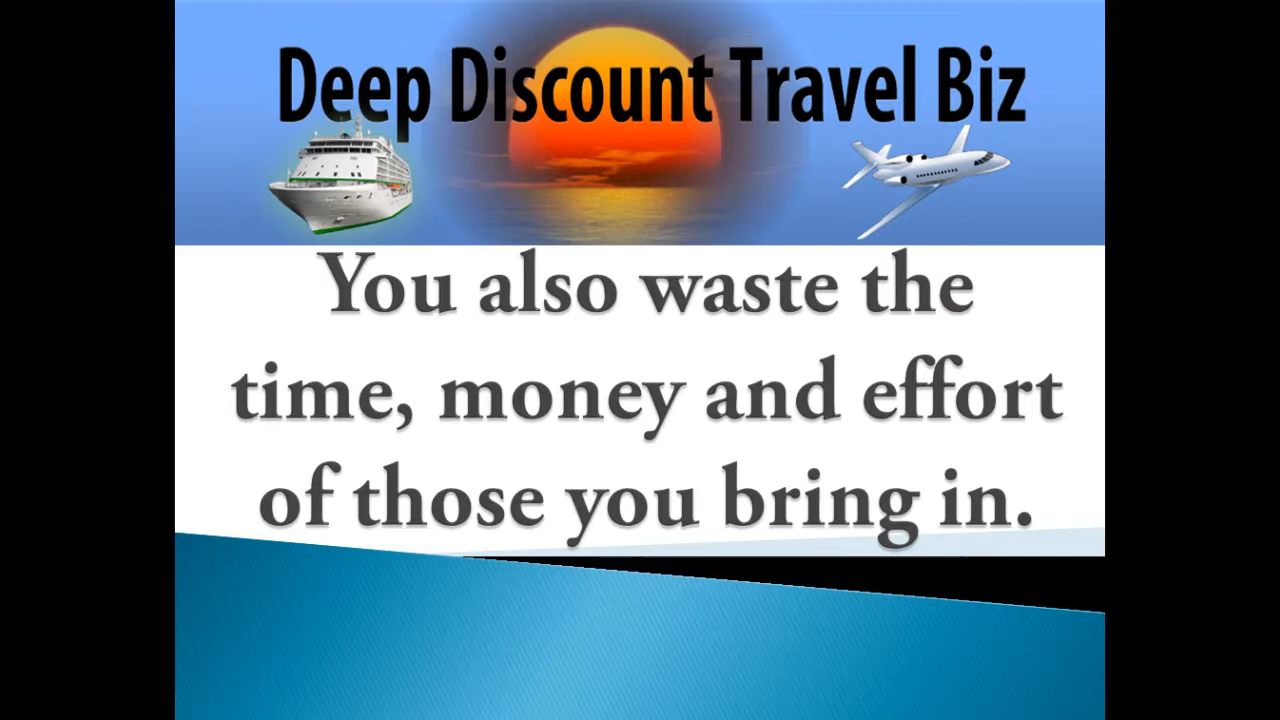 Deep Discount Travel Biz
You also waste the
time, money and effort
of those you bring in.